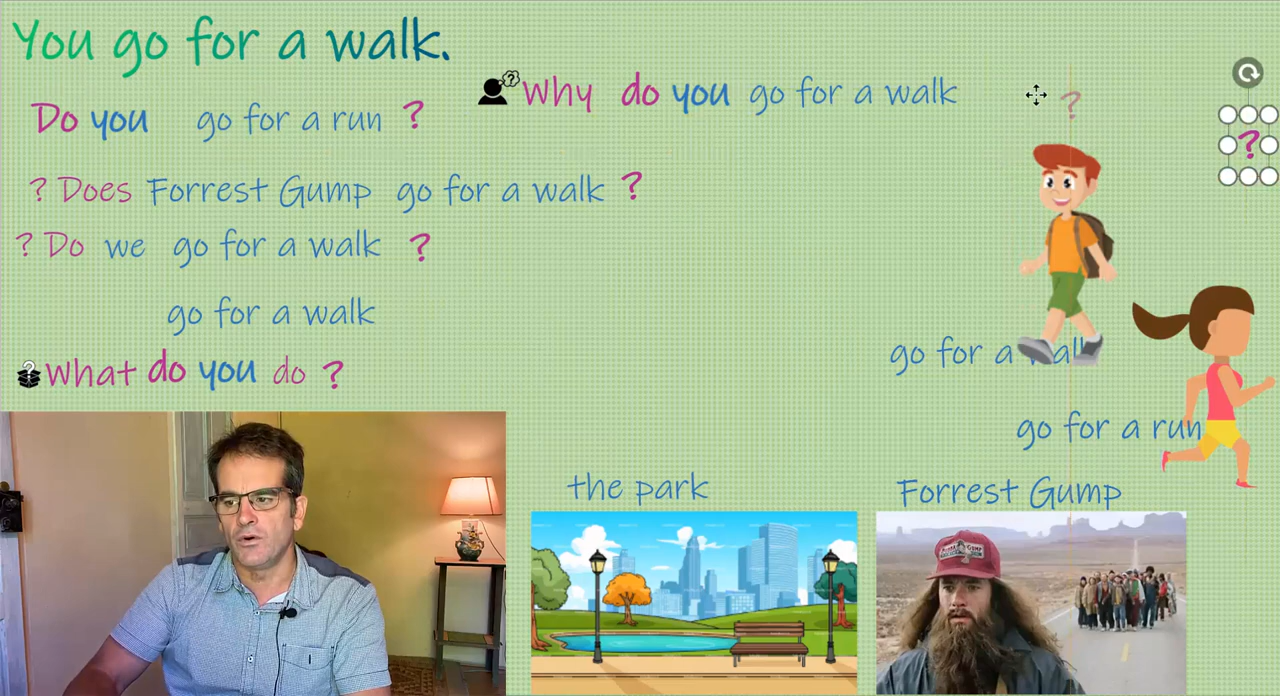 You go for a walk.
Why do you go for a walk ?
Do you go for a run ?
?
? Does Forrest Gump go for a walk ?
? Do we go for a walk ?
go for a walk
go for a walk
What do you do ?
go for a run
the park
Forrest Gump